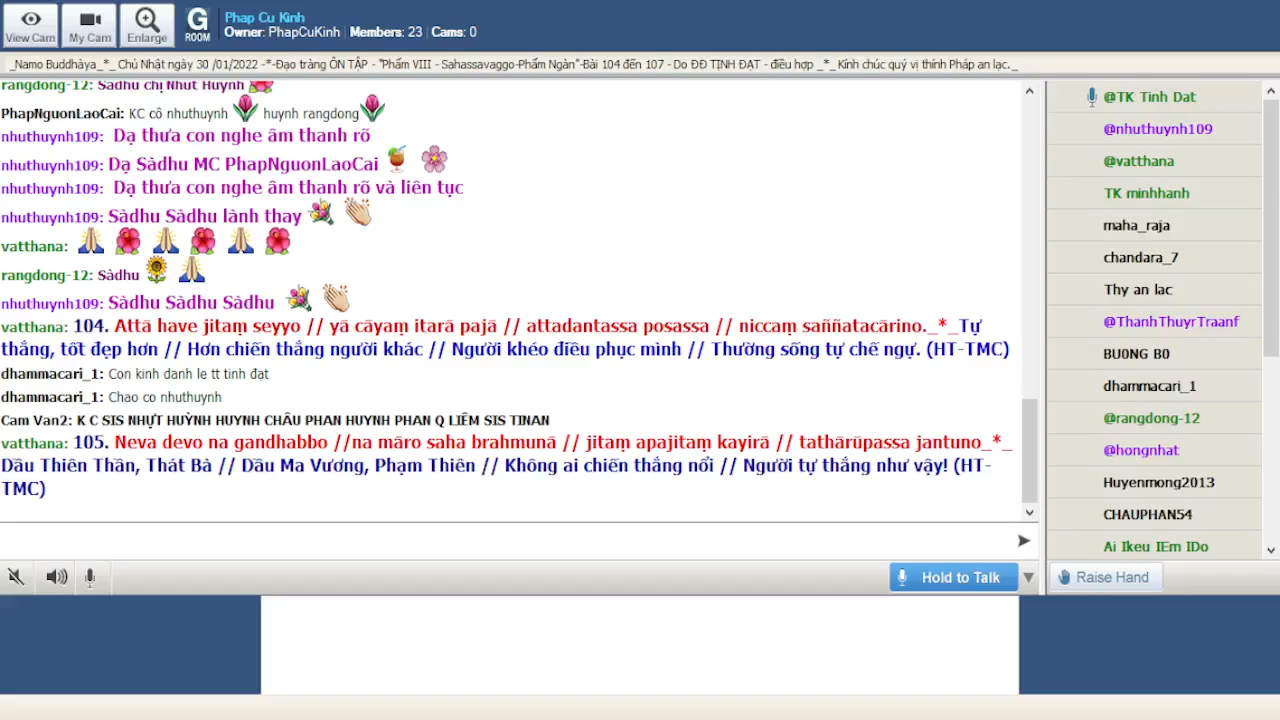 View Cam
My Cam
Enlarge
G
ROOM
Phap Cu Kinh
Owner: PhapCuKinh | Members: 23 | Cams: 0
_Namo Buddhàya_*_ Chủ Nhật ngày 30 /01/2022 -*-Đạo tràng ÔN TẬP - "Phẩm VIII - Sahassavaggo-Phẩm Ngàn"-Bài 104 đến 107 - Do ĐĐ TỊNH ĐẠT - điều hợp _*_ Kính chúc quý vị thính Pháp an lạc._
rangdong-12: Sàdhu chị Nhut Huynh
PhapNguonLaoCai: KC cô nhuthuynh huynh rangdong
nhuthuynh109: Dạ thưa con nghe âm thanh rõ
nhuthuynh109: Dạ Sàdhu MC PhapNguonLaoCai
nhuthuynh109: Dạ thưa con nghe âm thanh rõ và liên tục
nhuthuynh109: Sàdhu Sàdhu lành thay
vatthana:
rangdong-12: Sàdhu
nhuthuynh109: Sàdhu Sàdhu Sàdhu
vatthana: 104. Attā have jitaṃ seyyo // yā cāyaṃ itarā pajā // attadantassa posassa // niccaṃ saññatacārino._*_Tự
thắng, tốt đẹp hơn // Hơn chiến thắng người khác // Người khéo điều phục mình // Thường sống tự chế ngự. (HT-TMC)
dhammacari_1: Con kinh danh le tt tinh đạt
dhammacari_1: Chao co nhuthuynh
Cam Van2: K C SIS NHỰT HUỲNH HUYNH CHÂU PHAN HUYNH PHAN Q LIÊM SIS TINAN
vatthana: 105. Neva devo na gandhabbo //na māro saha brahmunā // jitaṃ apajitaṃ kayirā // tathārūpassa jantuno_*_
Dầu Thiên Thần, Thát Bà // Dầu Ma Vương, Phạm Thiên // Không ai chiến thắng nổi // Người tự thắng như vậy! (HT-
TMC)
Hold to Talk
@TK Tinh Dat
@nhuthuynh109
@vatthana
TK minhhanh
maha_raja
chandara_7
Thy an lac
@ThanhThuyrTraanf
BU0NG B0
dhammacari_1
@rangdong-12
@hongnhat
Huyenmong2013
CHAUPHAN54
Ai Ikeu IEm IDo
Raise Hand